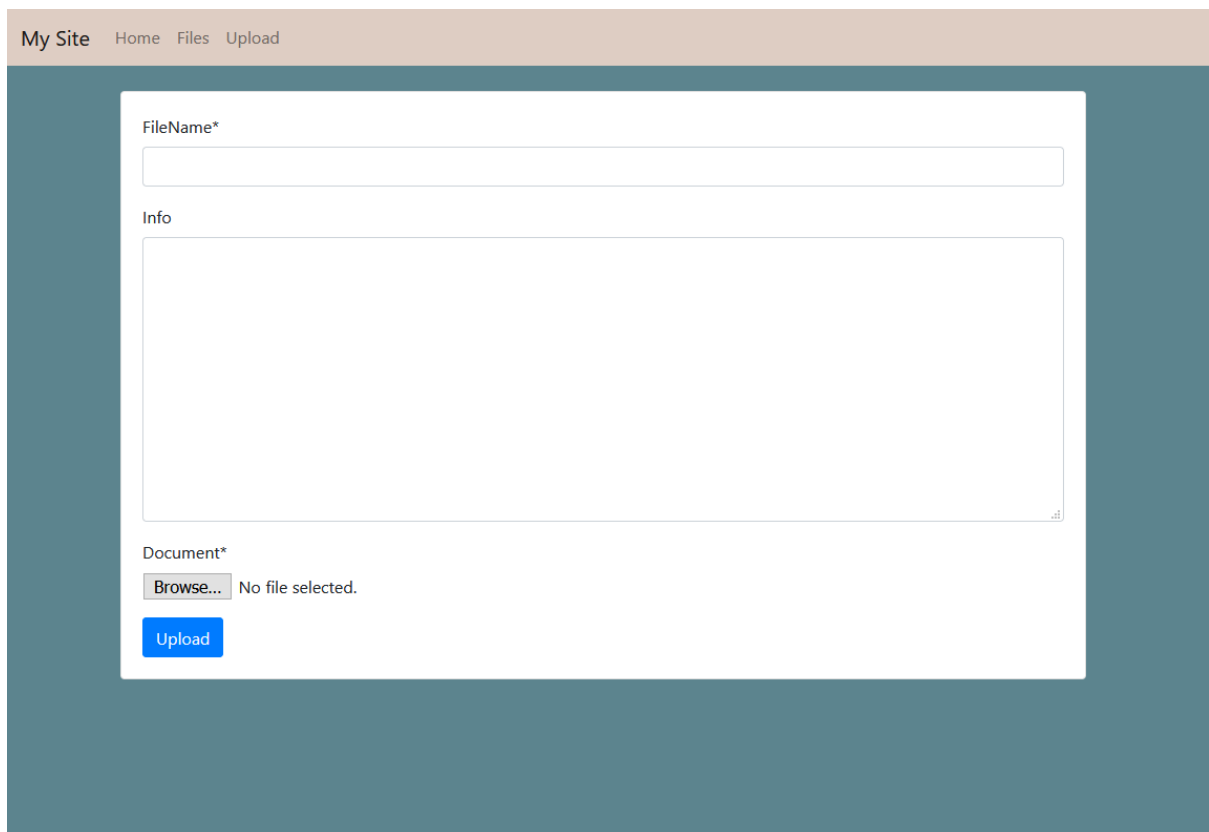 My Site Home Files Upload
FileName*
Info
Document*
Browse... No file selected.
Upload